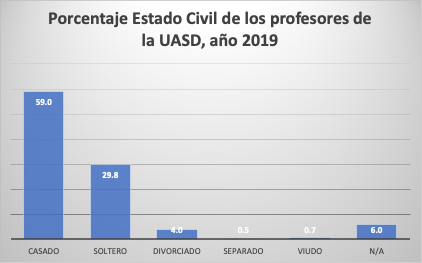 Porcentaje Estado Civil de los profesores de
la UASD, año 2019
59.0 29.8 4.0 0.5 0.7 6.0
CASADO SOLTERO DIVORCIADO SEPARADO VIUDO N/A